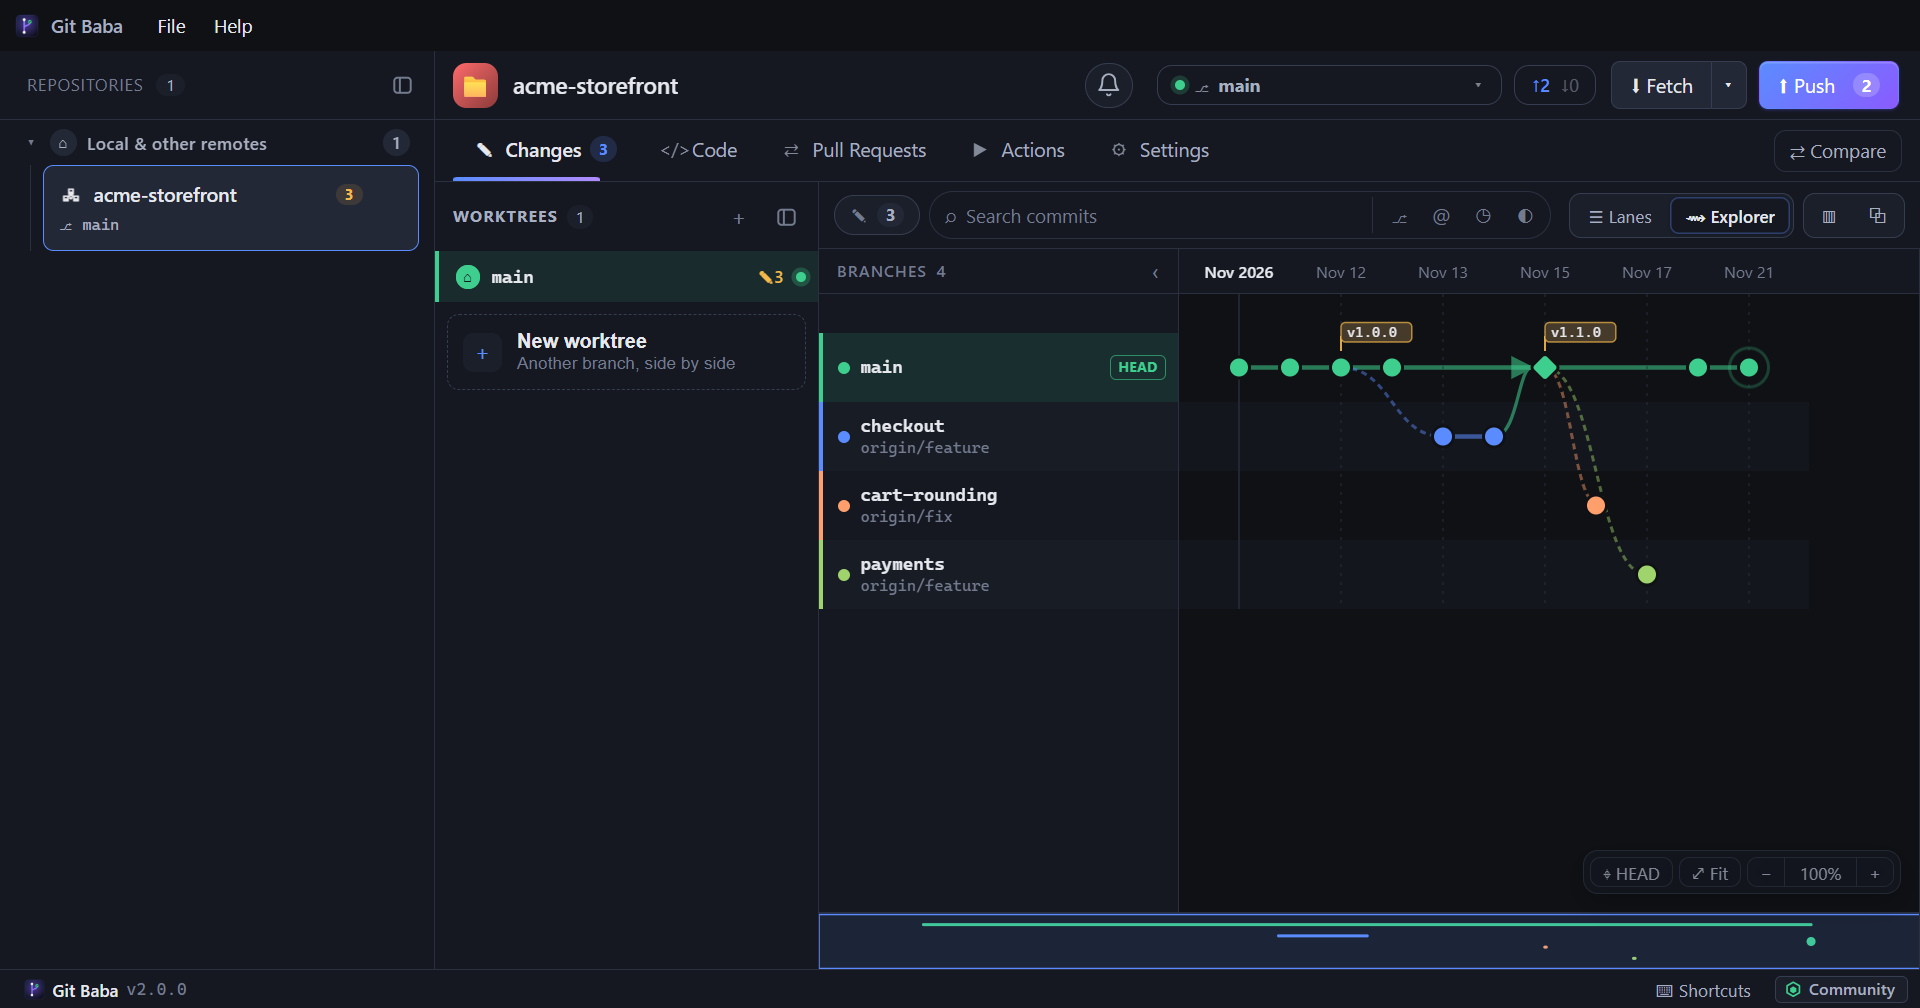 Git Baba File Help
REPOSITORIES 1
Local & other remotes 1
acme-storefront 3
main
acme-storefront
main
↑2 ↓0
Fetch
Push 2
Changes 3
</> Code
Pull Requests
Actions
Settings
Compare
WORKTREES 1
main 3
New worktree
Another branch, side by side
3
Search commits
Lanes
Explorer
BRANCHES 4
Nov 2026 Nov 12 Nov 13 Nov 15 Nov 17 Nov 21
v1.0.0 v1.1.0
main HEAD
checkout
origin/feature
cart-rounding
origin/fix
payments
origin/feature
HEAD Fit − 100% +
Git Baba v2.0.0
Shortcuts
Community